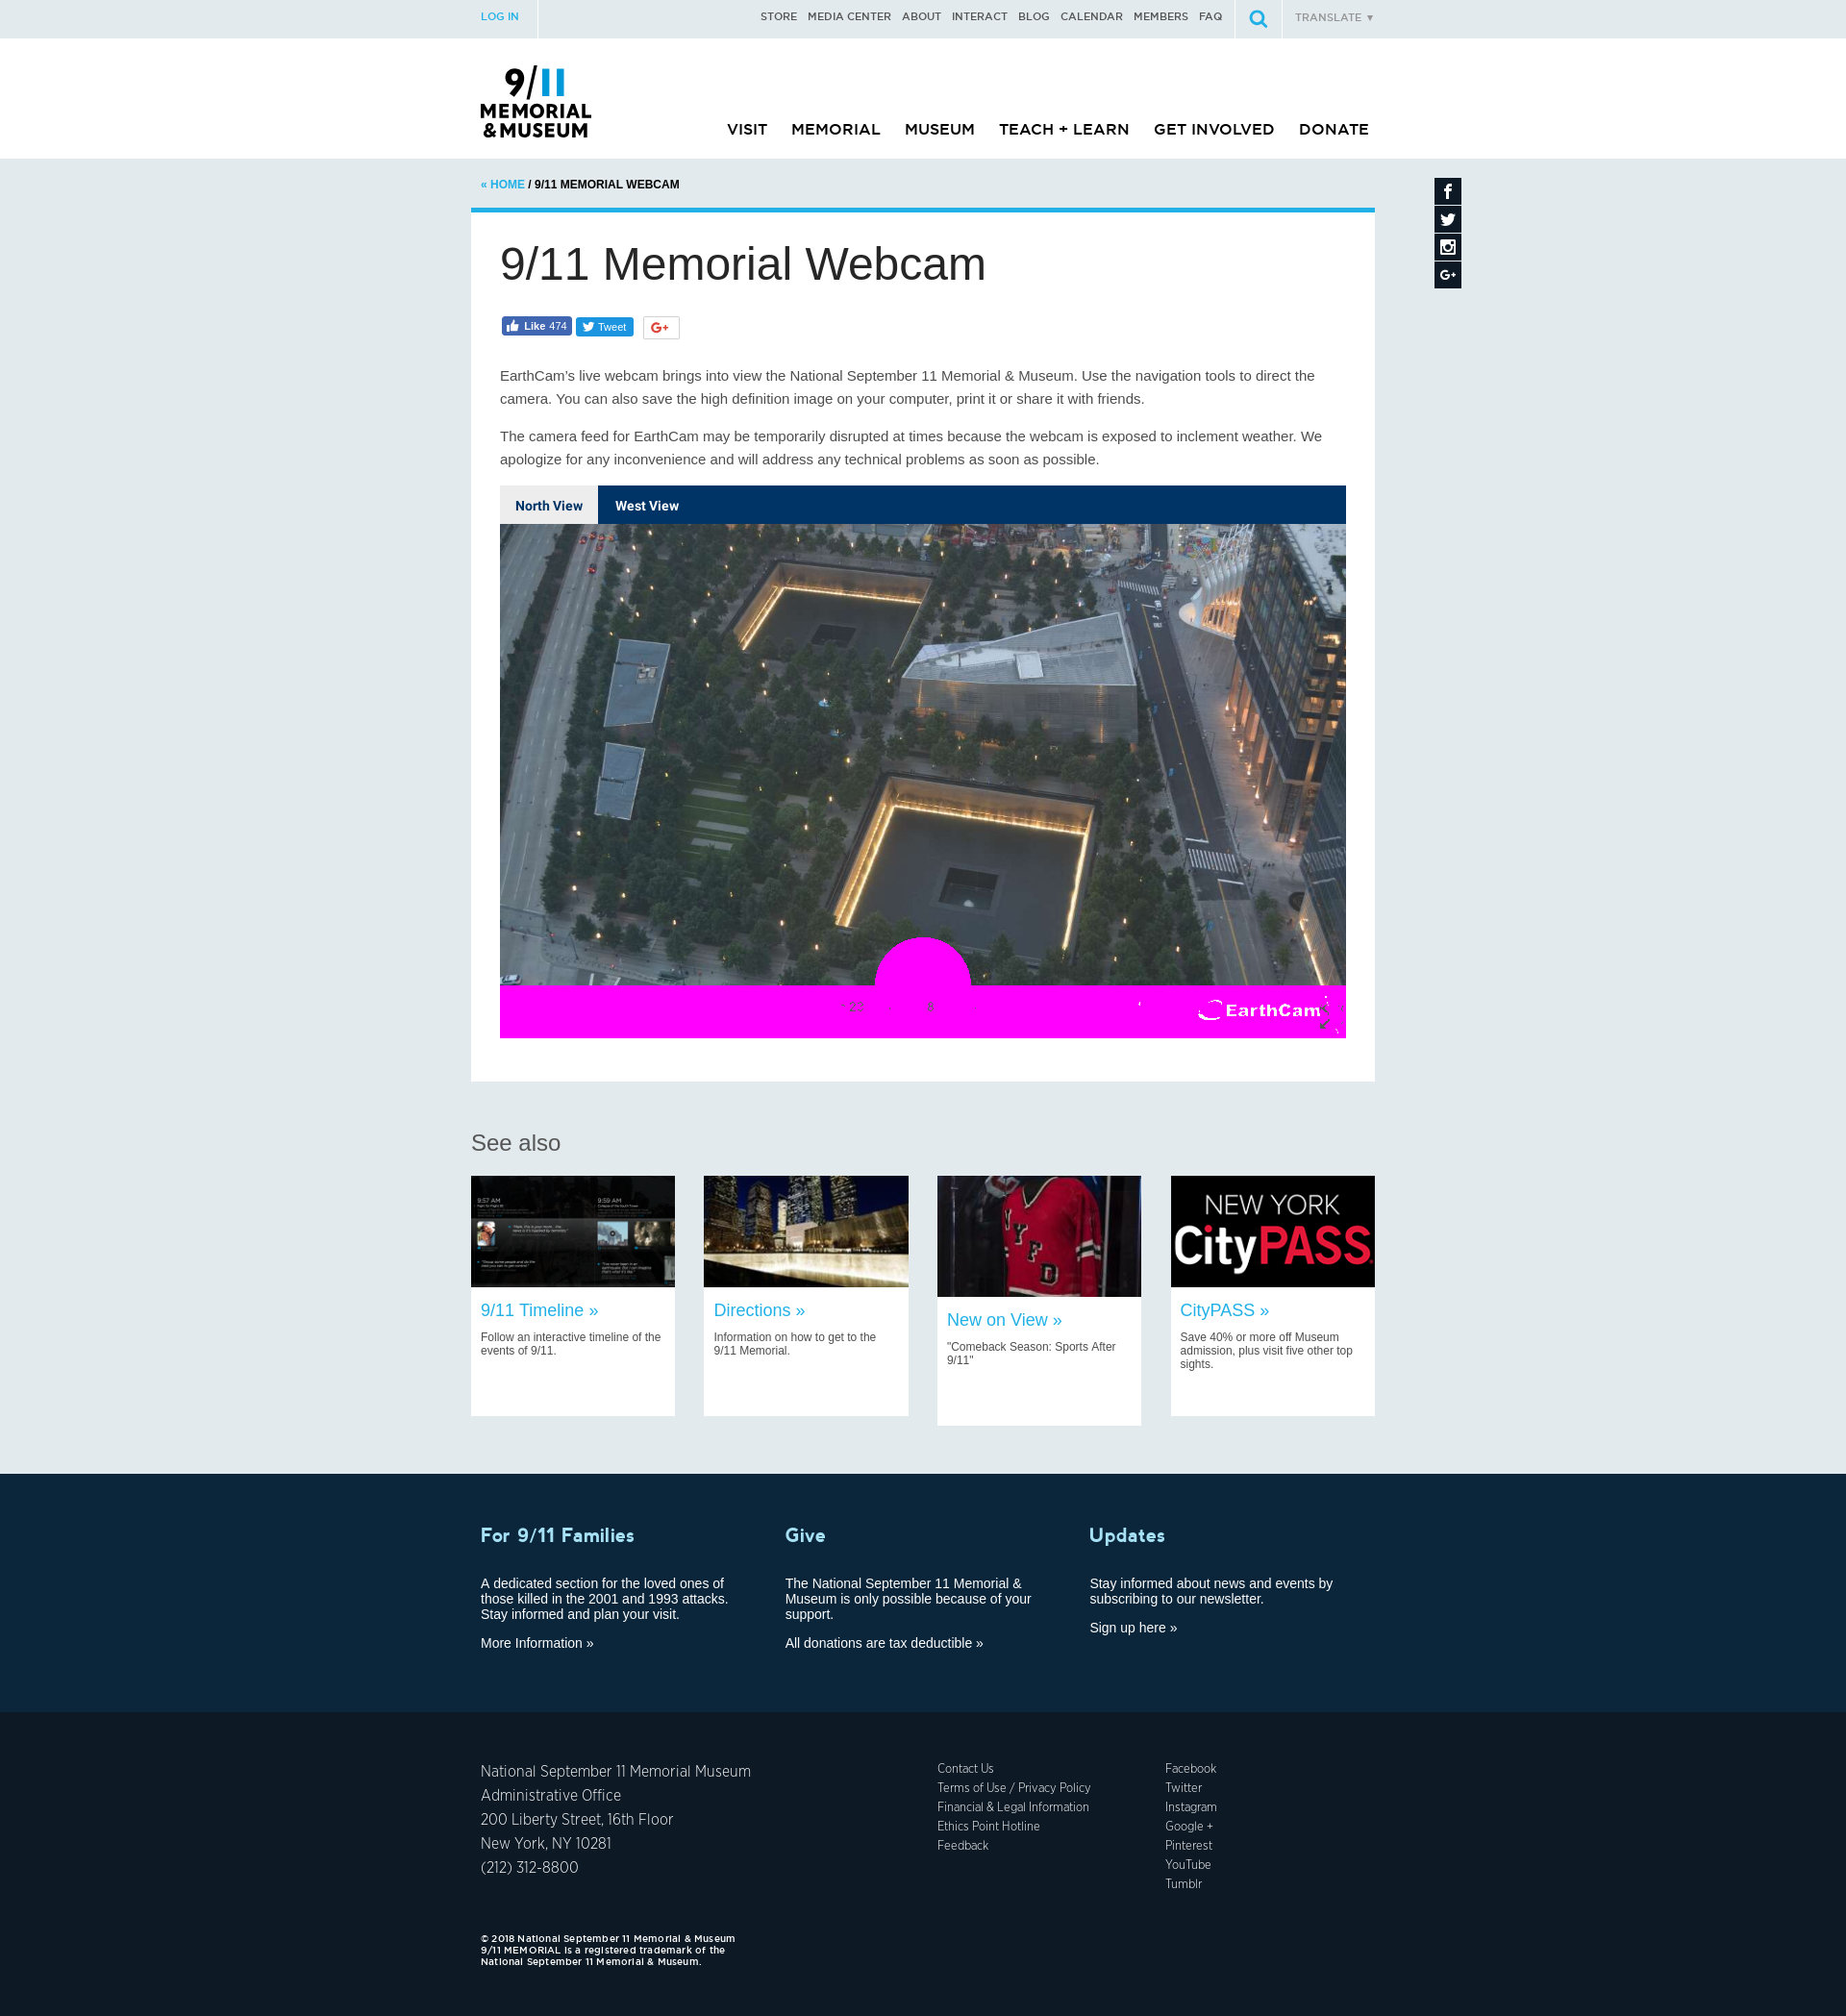 LOG IN
STORE MEDIA CENTER ABOUT INTERACT BLOG CALENDAR MEMBERS FAQ
TRANSLATE ▼
9/11
MEMORIAL
&MUSEUM
VISIT MEMORIAL MUSEUM TEACH + LEARN GET INVOLVED DONATE
« HOME / 9/11 MEMORIAL WEBCAM
9/11 Memorial Webcam
Like 474
Tweet
G+
EarthCam's live webcam brings into view the National September 11 Memorial & Museum. Use the navigation tools to direct the
camera. You can also save the high definition image on your computer, print it or share it with friends.
The camera feed for EarthCam may be temporarily disrupted at times because the webcam is exposed to inclement weather. We
apologize for any inconvenience and will address any technical problems as soon as possible.
North View West View
EarthCam
See also
9:57 AM
9:59 AM
NYFD
NEW YORK
CityPASS
9/11 Timeline »
Follow an interactive timeline of the
events of 9/11.
Directions »
Information on how to get to the
9/11 Memorial.
New on View »
"Comeback Season: Sports After
9/11"
CityPASS »
Save 40% or more off Museum
admission, plus visit five other top
sights.
For 9/11 Families
A dedicated section for the loved ones of
those killed in the 2001 and 1993 attacks.
Stay informed and plan your visit.
More Information »
Give
The National September 11 Memorial &
Museum is only possible because of your
support.
All donations are tax deductible »
Updates
Stay informed about news and events by
subscribing to our newsletter.
Sign up here »
National September 11 Memorial Museum
Administrative Office
200 Liberty Street, 16th Floor
New York, NY 10281
(212) 312-8800
Contact Us
Terms of Use / Privacy Policy
Financial & Legal Information
Ethics Point Hotline
Feedback
Facebook
Twitter
Instagram
Google +
Pinterest
YouTube
Tumblr
© 2018 National September 11 Memorial & Museum
9/11 MEMORIAL is a registered trademark of the
National September 11 Memorial & Museum.